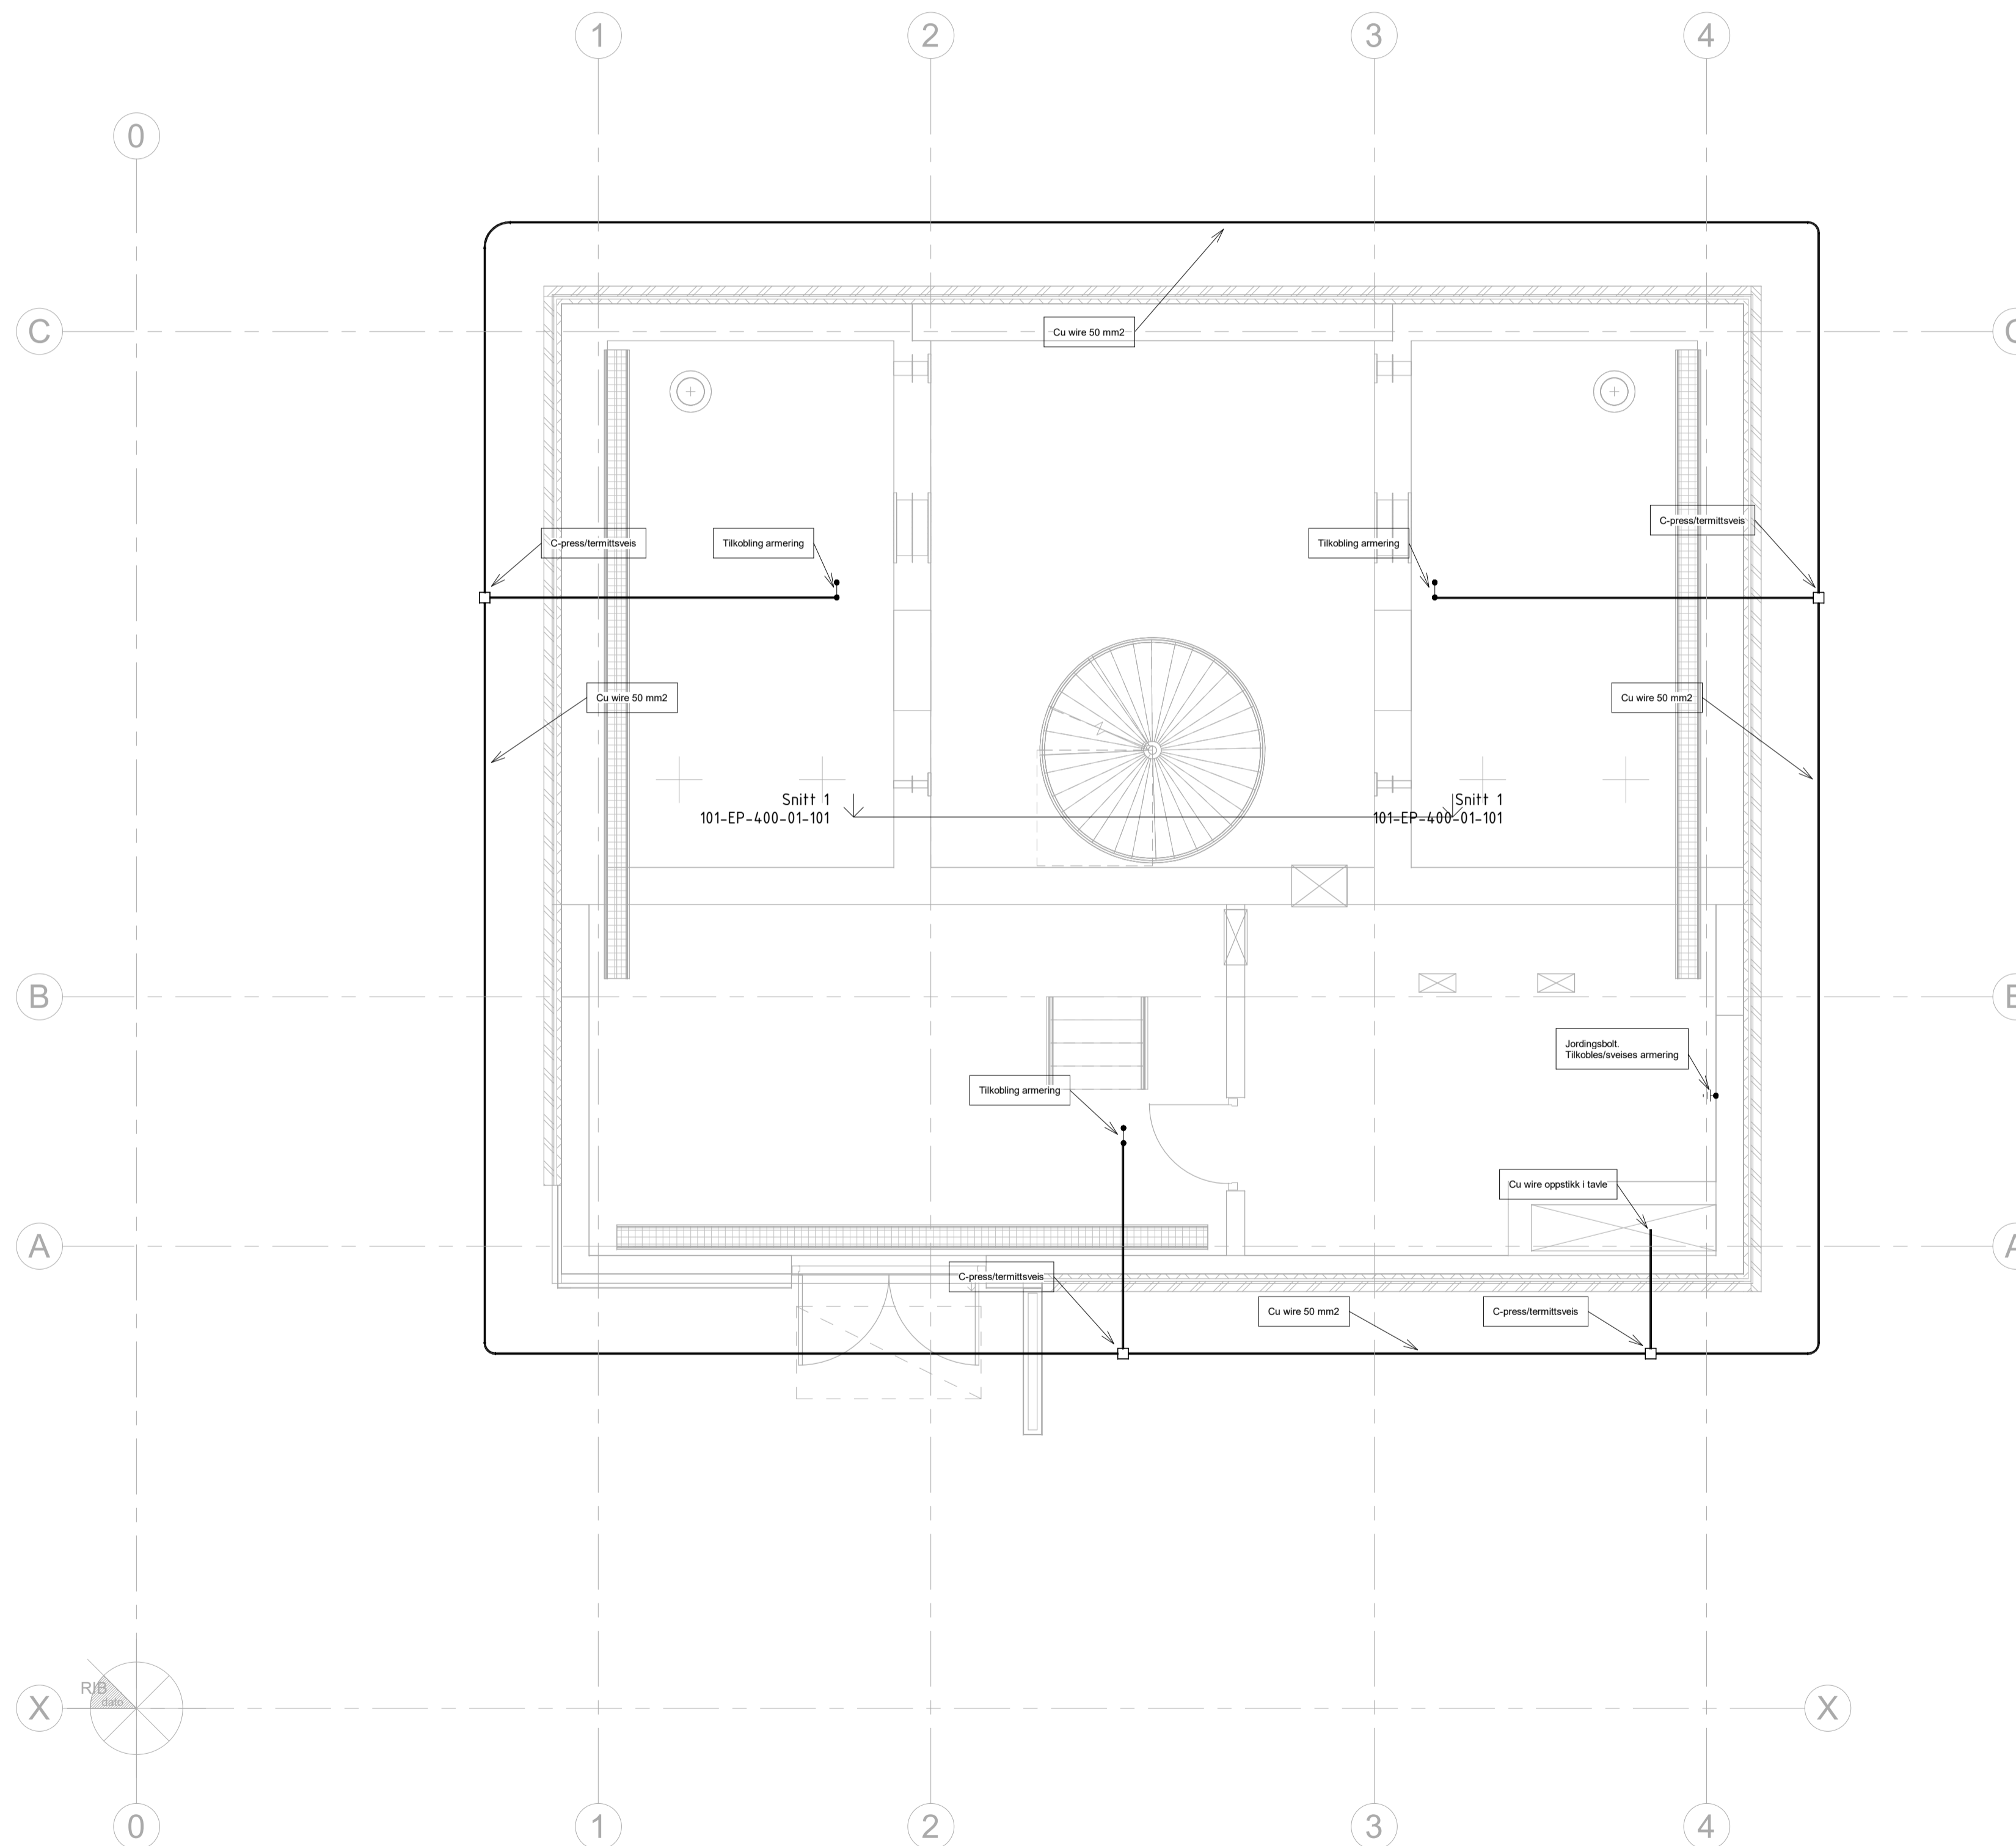 1
2
3
4
0
C
C
Cu wire 50 mm2
C-press/termittsveis
C-press/termittsveis
Tilkobling armering
Tilkobling armering
Cu wire 50 mm2
Cu wire 50 mm2
Snitt 1
101-EP-400-01-101
Snitt 1
101-EP-400-01-101
B
B
Jordingsbolt.
Tilkobles/sveises armering
Tilkobling armering
Cu wire oppstikk i tavle
A
A
C-press/termittsveis
Cu wire 50 mm2
C-press/termittsveis
RIB
dato
X
X
0
1
2
3
4